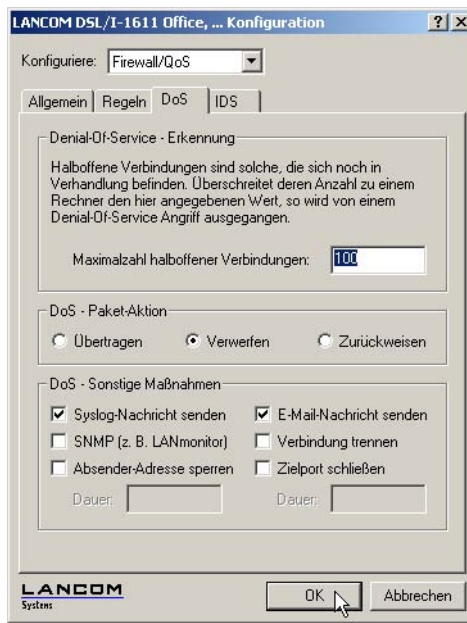 LANCOM DSL/I-1611 Office, ... Konfiguration
Konfiguriere: Firewall/QoS
Allgemein Regeln DoS IDS
Denial-Of-Service - Erkennung
Halboffene Verbindungen sind solche, die sich noch in
Verhandlung befinden. Überschreitet deren Anzahl zu einem
Rechner den hier angegebenen Wert, so wird von einem
Denial-Of-Service Angriff ausgegangen.
Maximalzahl halboffener Verbindungen: 100
DoS - Paket-Aktion
Übertragen Verwerfen Zurückweisen
DoS - Sonstige Maßnahmen
Syslog-Nachricht senden E-Mail-Nachricht senden
SNMP (z. B. LANmonitor) Verbindung trennen
Absender-Adresse sperren Zielport schließen
Dauer: Dauer:
LANCOM
Systems
OK Abbrechen